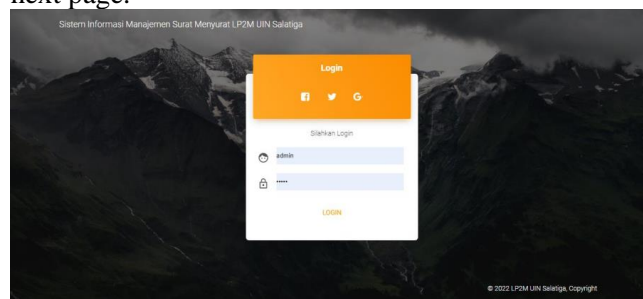 next page.
Sistem Informasi Manajemen Surat Menyurat LP2M UIN Salatiga
Login
Silahkan Login
admin
•••••
LOGIN
© 2022 LP2M UIN Salatiga, Copyright